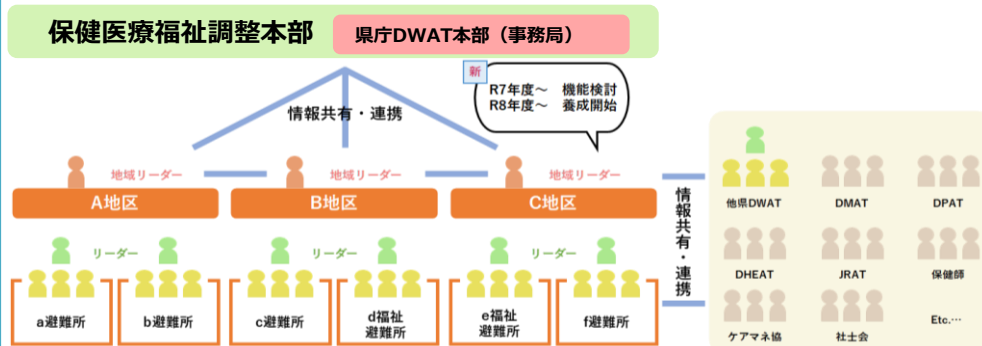 保健医療福祉調整本部
県庁DWAT本部（事務局）
新
R7年度～　機能検討
R8年度～　養成開始
情報共有・連携
地域リーダー
地域リーダー
地域リーダー
A地区
B地区
C地区
リーダー
リーダー
リーダー
a避難所
b避難所
c避難所
d福祉
避難所
e福祉
避難所
f避難所
情報共有・連携
他県DWAT
DMAT
DPAT
DHEAT
JRAT
保健師
ケアマネ協
社士会
Etc.…